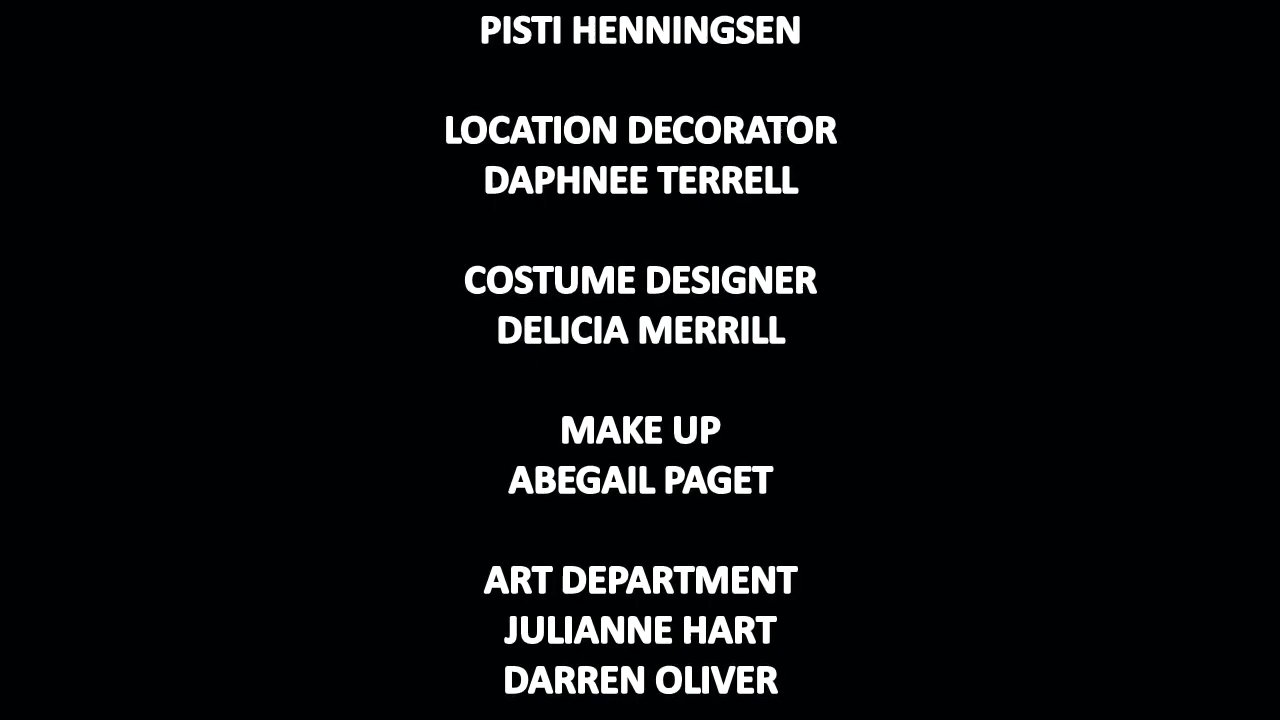 PISTI HENNINGSEN
LOCATION DECORATOR
DAPHNEE TERRELL
COSTUME DESIGNER
DELICIA MERRILL
MAKE UP
ABEGAIL PAGET
ART DEPARTMENT
JULIANNE HART
DARREN OLIVER